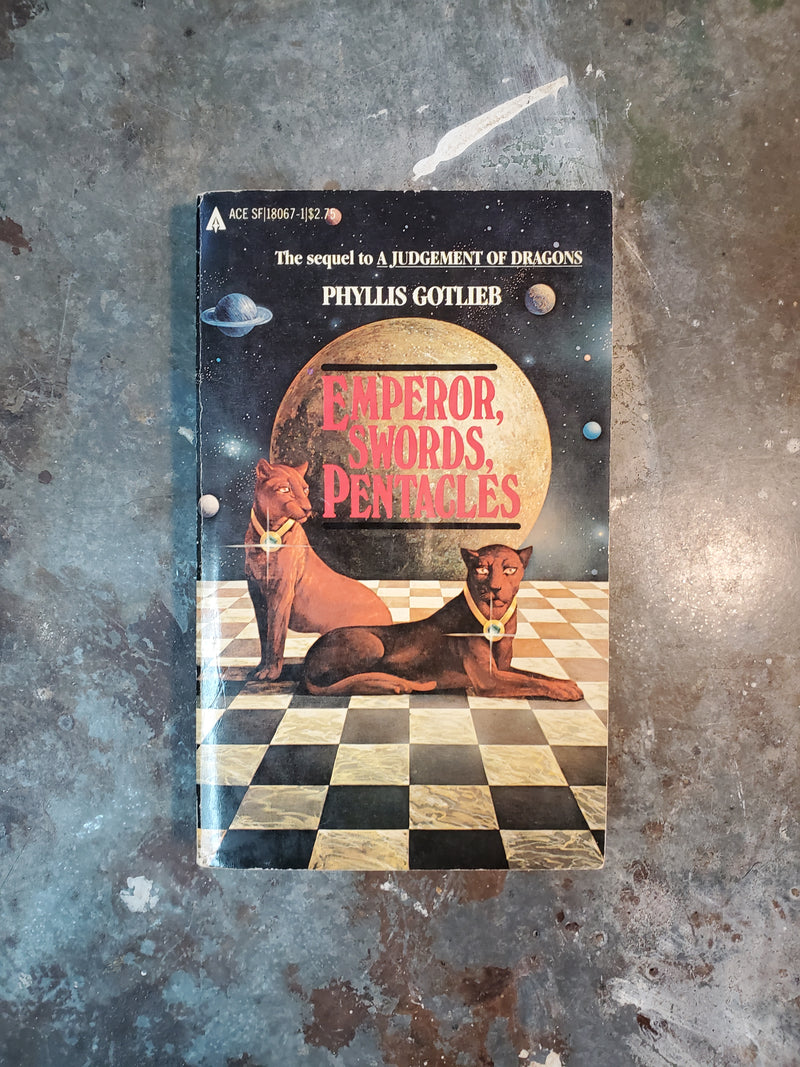 ACE SF|18067-1|$2.75
The sequel to A JUDGEMENT OF DRAGONS
PHYLLIS GOTLIEB
EMPEROR,
SWORDS,
PENTACLES